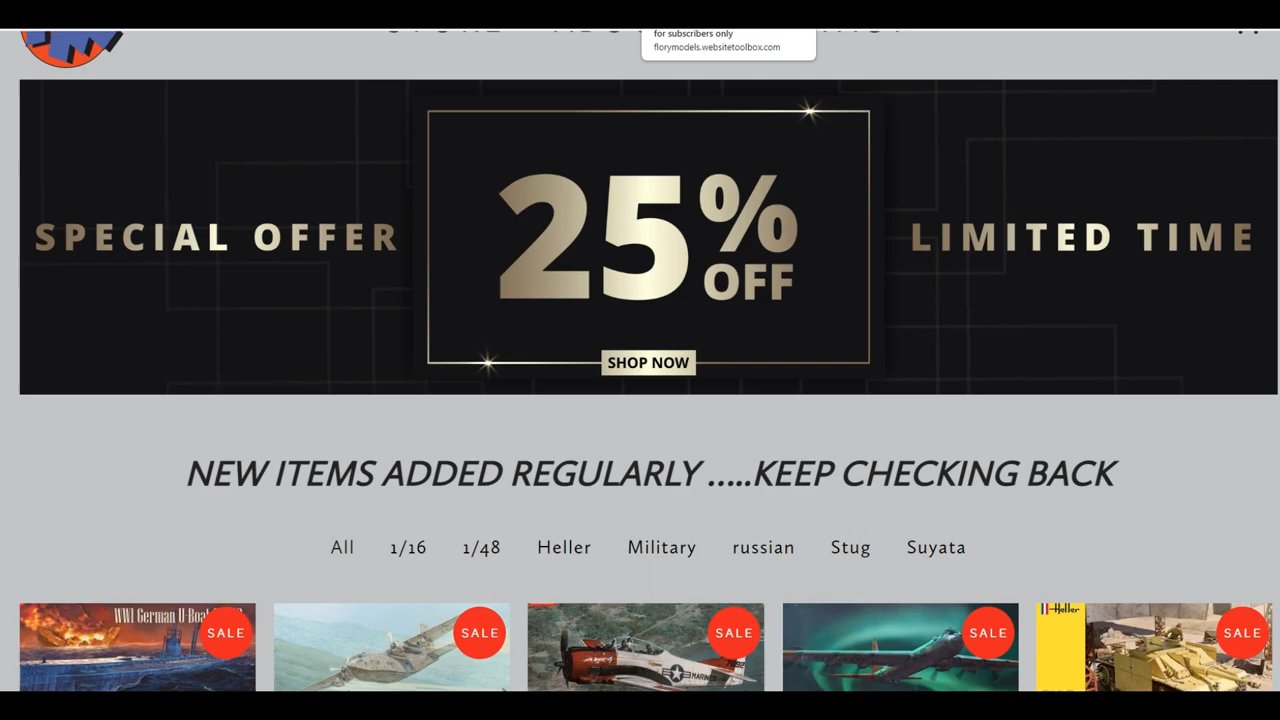 for subscribers only
florymodels.websitetoolbox.com
SPECIAL OFFER
25%
OFF
LIMITED TIME
SHOP NOW
NEW ITEMS ADDED REGULARLY .....KEEP CHECKING BACK
All 1/16 1/48 Heller Military russian Stug Suyata
WWI German U-Boat
SALE
SALE
SALE
SALE
Heller
SALE
7692
MARINES